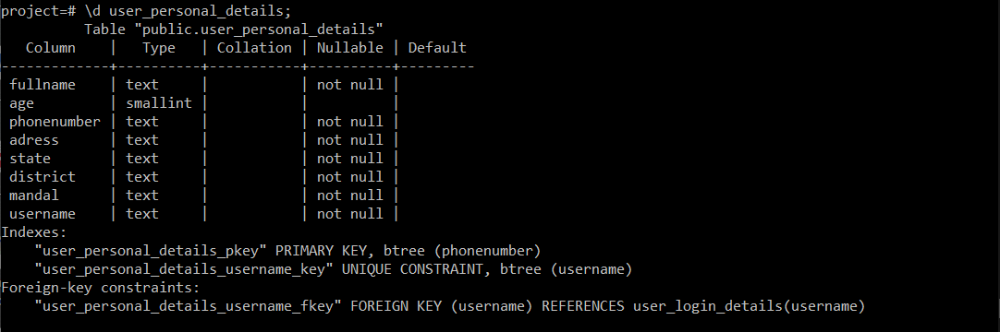 project=# \d user_personal_details;
         Table "public.user_personal_details"
   Column    |   Type   | Collation | Nullable | Default
-------------+----------+-----------+----------+---------
 fullname    | text     |           | not null |
 age         | smallint |           |          |
 phonenumber | text     |           | not null |
 adress      | text     |           | not null |
 state       | text     |           | not null |
 district    | text     |           | not null |
 mandal      | text     |           | not null |
 username    | text     |           | not null |
Indexes:
    "user_personal_details_pkey" PRIMARY KEY, btree (phonenumber)
    "user_personal_details_username_key" UNIQUE CONSTRAINT, btree (username)
Foreign-key constraints:
    "user_personal_details_username_fkey" FOREIGN KEY (username) REFERENCES user_login_details(username)